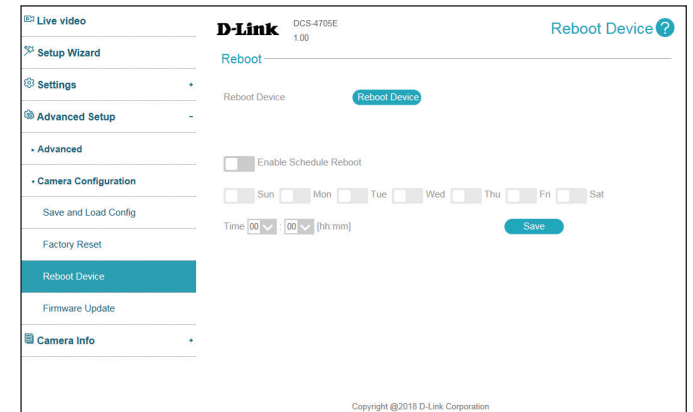 Live video
Setup Wizard
Settings +
Advanced Setup -
Advanced
Camera Configuration
Save and Load Config
Factory Reset
Reboot Device
Firmware Update
Camera Info +
D-Link DCS-4705E
1.00
Reboot Device ?
Reboot
Reboot Device Reboot Device
Enable Schedule Reboot
Sun Mon Tue Wed Thu Fri Sat
Time 00 : 00 [hh:mm] Save
Copyright @2018 D-Link Corporation